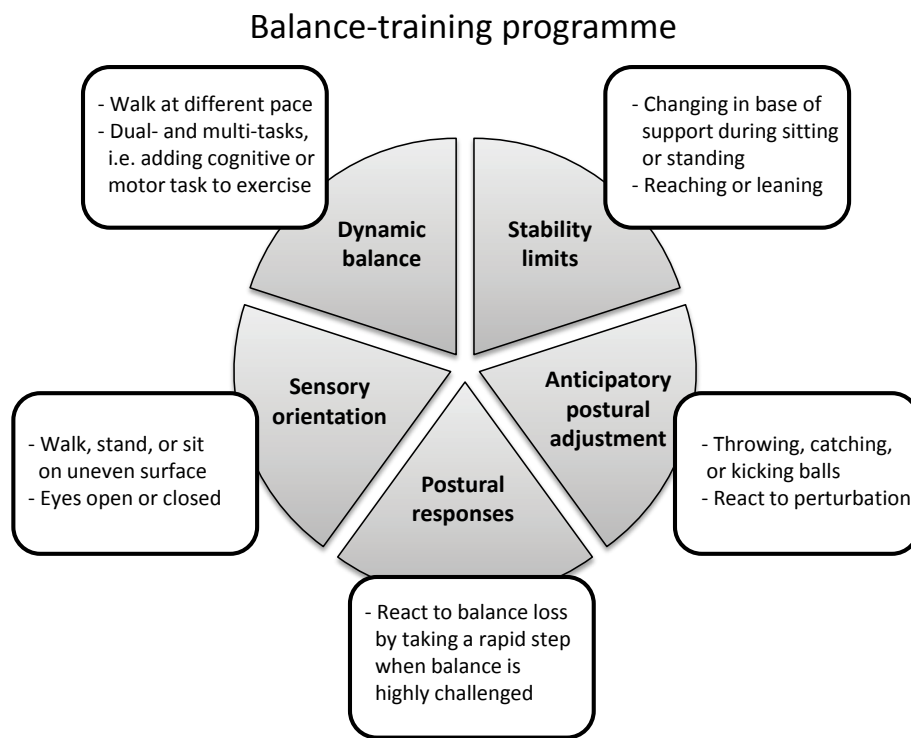 Balance-training programme
- Walk at different pace
- Dual- and multi-tasks,
i.e. adding cognitive or
motor task to exercise
- Changing in base of
support during sitting
or standing
- Reaching or leaning
Dynamic
balance
Stability
limits
Sensory
orientation
Anticipatory
postural
adjustment
- Walk, stand, or sit
on uneven surface
- Eyes open or closed
- Throwing, catching,
or kicking balls
- React to perturbation
Postural
responses
- React to balance loss
by taking a rapid step
when balance is
highly challenged